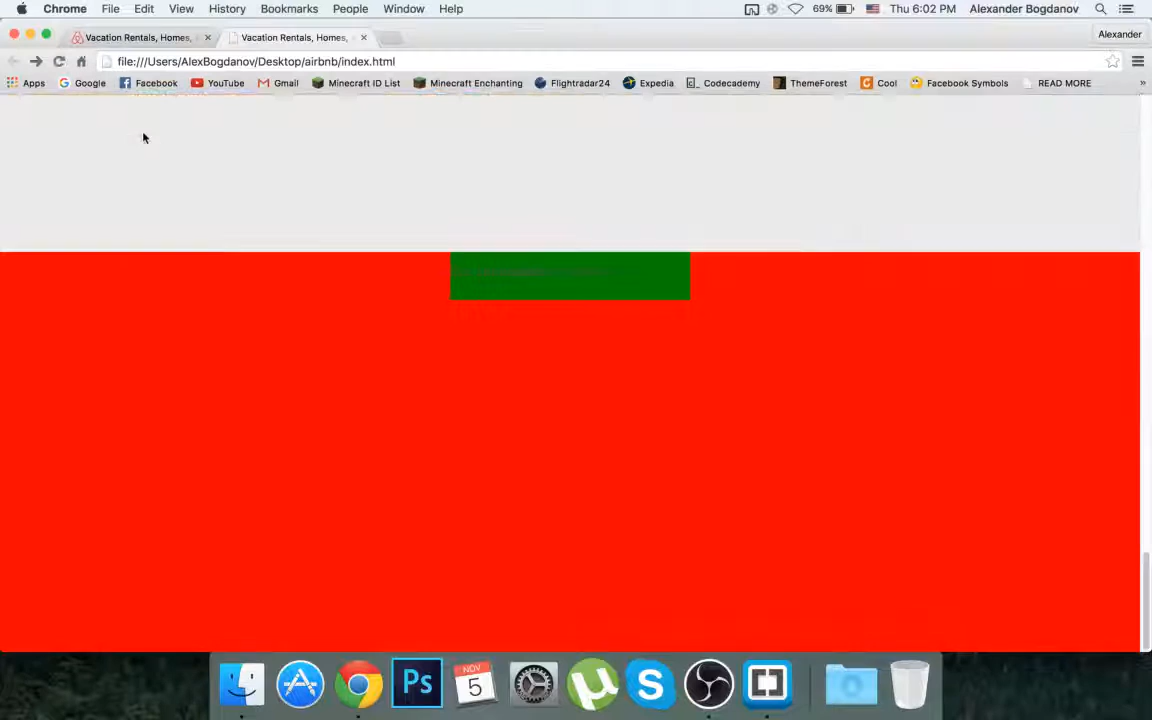 Chrome File Edit View History Bookmarks People Window Help 69% Thu 6:02 PM Alexander Bogdanov
Vacation Rentals, Homes, Vacation Rentals, Homes, Alexander
file:///Users/AlexBogdanov/Desktop/airbnb/index.html
Apps Google Facebook YouTube Gmail Minecraft ID List Minecraft Enchanting Flightradar24 Expedia Codecademy ThemeForest Cool Facebook Symbols READ MORE »
Ps NOV
5